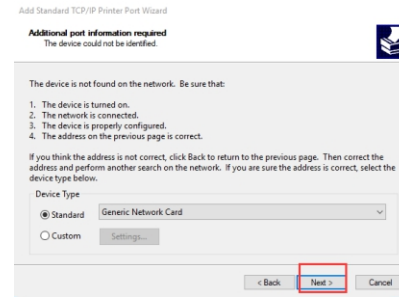 Add Standard TCP/IP Printer Port Wizard
Additional port information required
The device could not be identified.
The device is not found on the network. Be sure that:
1. The device is turned on.
2. The network is connected.
3. The device is properly configured.
4. The address on the previous page is correct.
If you think the address is not correct, click Back to return to the previous page. Then correct the
address and perform another search on the network. If you are sure the address is correct, select the
device type below.
Device Type
Standard Generic Network Card
Custom Settings...
< Back Next > Cancel